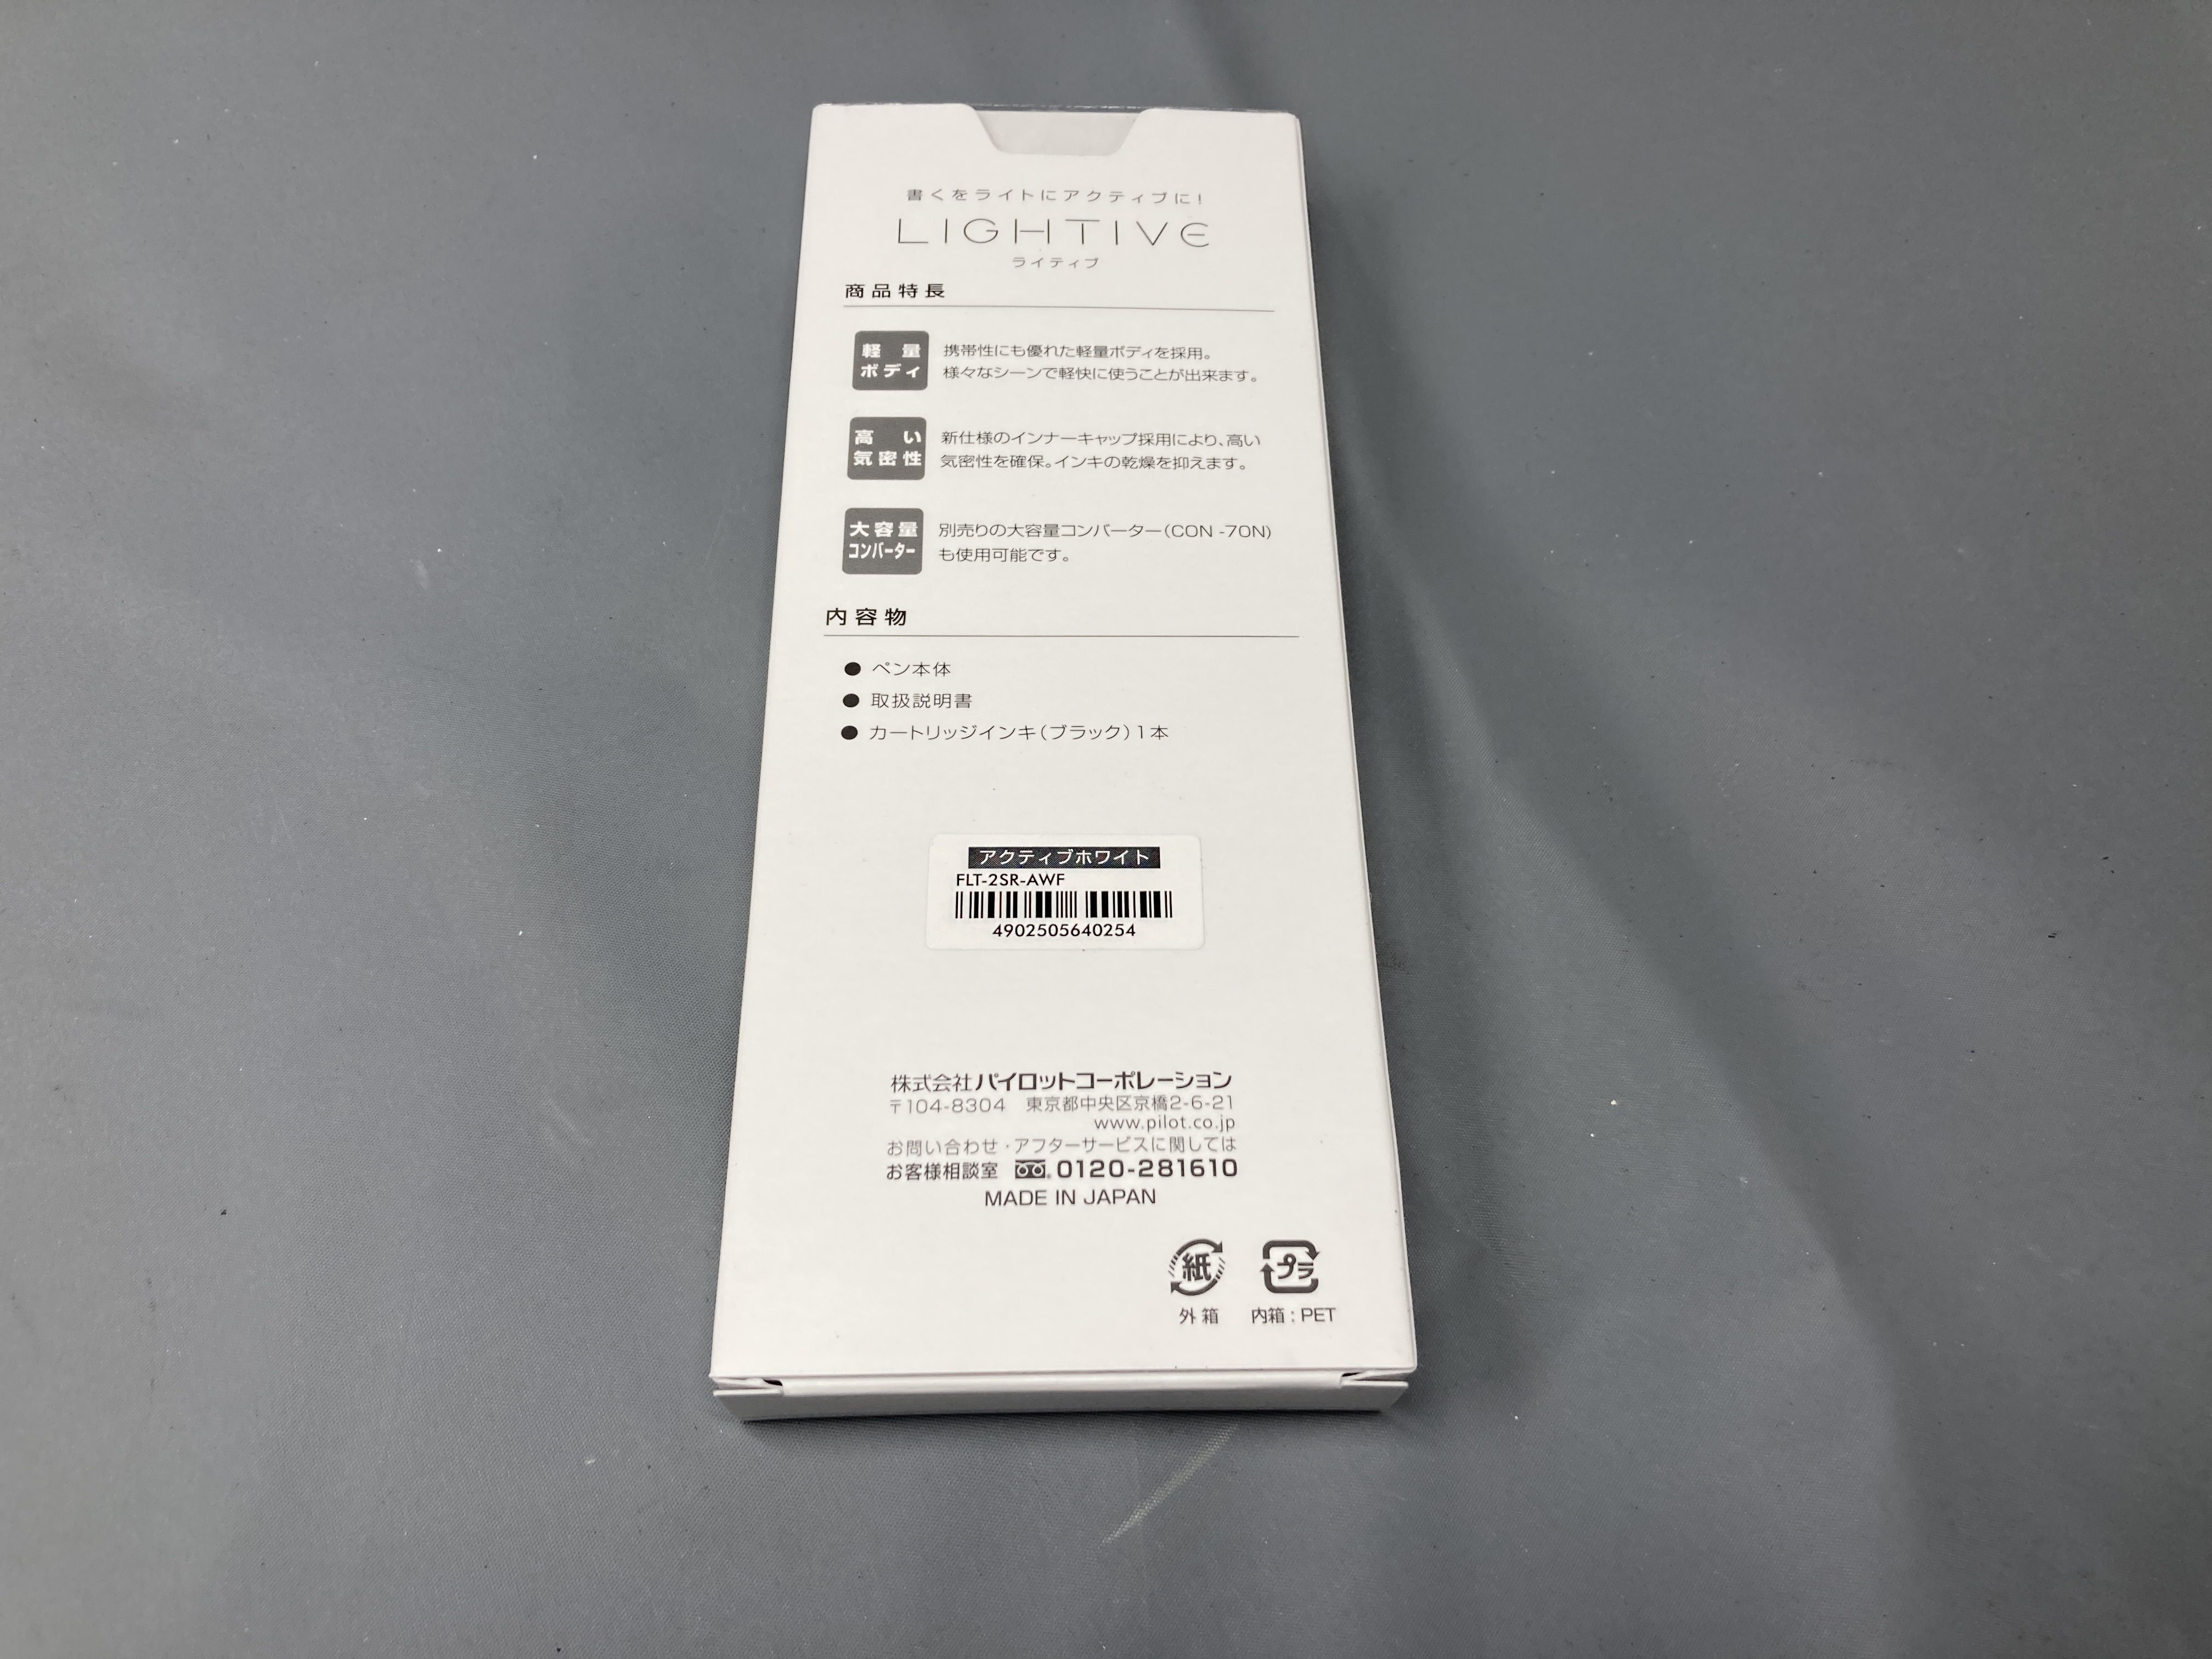 書くをライトにアクティブに!
LIGHTIVE
ライティブ
商品特長
軽量
ボディ
携帯性にも優れた軽量ボディを採用。
様々なシーンで軽快に使うことが出来ます。
高い
気密性
新仕様のインナーキャップ採用により、高い
気密性を確保。インキの乾燥を抑えます。
大容量
コンバーター
別売りの大容量コンバーター(CON -70N)
も使用可能です。
内容物
● ペン本体
● 取扱説明書
● カートリッジインキ(ブラック)1本
アクティブホワイト
FLT-2SR-AWF
4902505640254
株式会社パイロットコーポレーション
〒104-8304 東京都中央区京橋2-6-21
www.pilot.co.jp
お問い合わせ・アフターサービスに関しては
お客様相談室 0120-281610
MADE IN JAPAN
紙
外箱
プラ
内箱:PET